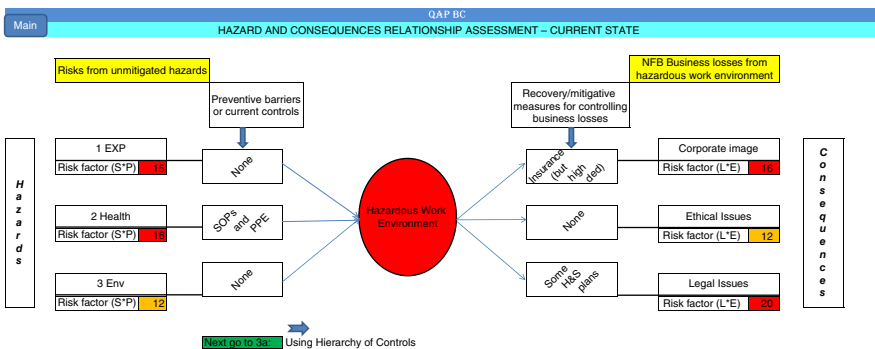 QAP BC
Main
HAZARD AND CONSEQUENCES RELATIONSHIP ASSESSMENT – CURRENT STATE
Risks from unmitigated hazards
NFB Business losses from
hazardous work environment
Preventive barriers
or current controls
Recovery/mitigative
measures for controlling
business losses
Hazards
1 EXP
Risk factor (S*P) 15
None
2 Health
Risk factor (S*P) 16
SOPs
and
PPE
3 Env
Risk factor (S*P) 12
None
Hazardous Work
Environment
Insurance
(but
high
ded)
Corporate image
Risk factor (L*E) 16
None
Ethical Issues
Risk factor (L*E) 12
Some
H&S
plans
Legal Issues
Risk factor (L*E) 20
Consequences
Next go to 3a: Using Hierarchy of Controls